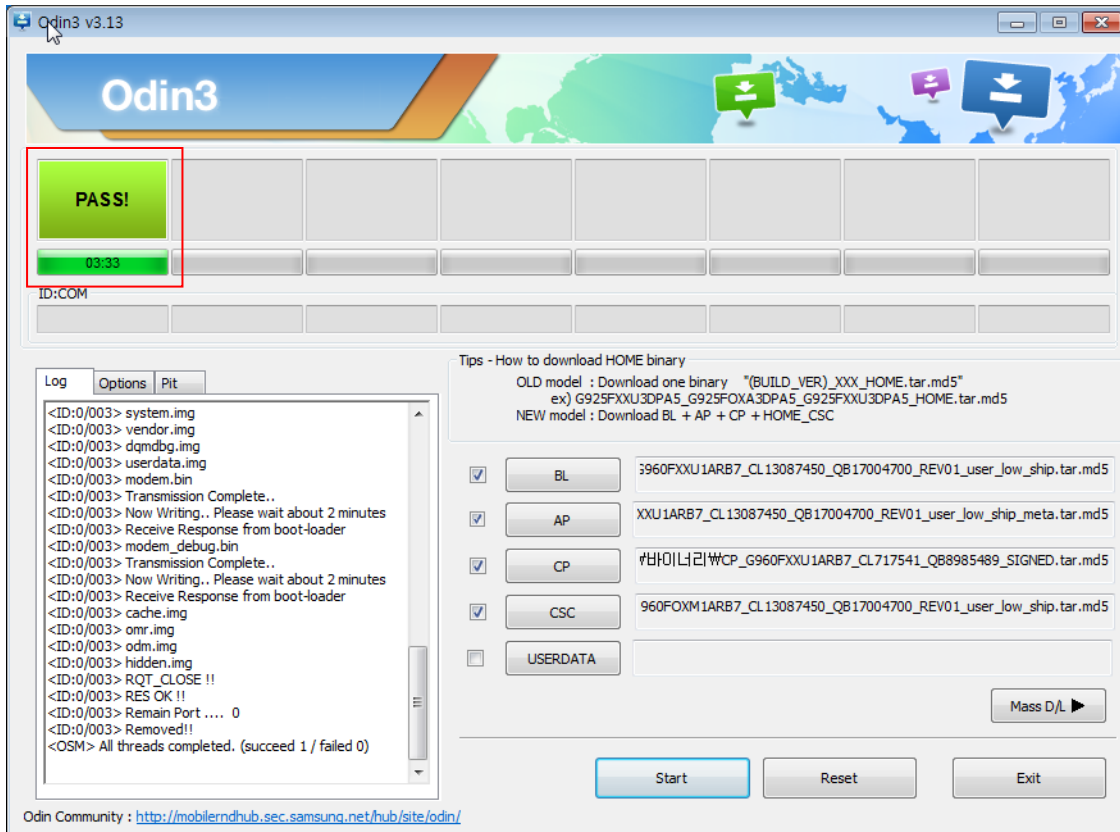 Odin3 v3.13
Odin3
PASS!
03:33
ID:COM
Log
Options
Pit
<ID:0/003> system.img
<ID:0/003> vendor.img
<ID:0/003> dqmdbg.img
<ID:0/003> userdata.img
<ID:0/003> modem.bin
<ID:0/003> Transmission Complete..
<ID:0/003> Now Writing.. Please wait about 2 minutes
<ID:0/003> Receive Response from boot-loader
<ID:0/003> modem_debug.bin
<ID:0/003> Transmission Complete..
<ID:0/003> Now Writing.. Please wait about 2 minutes
<ID:0/003> Receive Response from boot-loader
<ID:0/003> cache.img
<ID:0/003> omr.img
<ID:0/003> odm.img
<ID:0/003> hidden.img
<ID:0/003> RQT_CLOSE !!
<ID:0/003> RES OK !!
<ID:0/003> Remain Port .... 0
<ID:0/003> Removed!!
<OSM> All threads completed. (succeed 1 / failed 0)
Tips - How to download HOME binary
OLD model : Download one binary "(BUILD_VER)_XXX_HOME.tar.md5"
ex) G925FXXU3DPA5_G925FOXA3DPA5_G925FXXU3DPA5_HOME.tar.md5
NEW model : Download BL + AP + CP + HOME_CSC
BL
G960FXXU1ARB7_CL13087450_QB17004700_REV01_user_low_ship.tar.md5
AP
XXU1ARB7_CL13087450_QB17004700_REV01_user_low_ship_meta.tar.md5
CP
바이너리₩CP_G960FXXU1ARB7_CL717541_QB8985489_SIGNED.tar.md5
CSC
960FOXM1ARB7_CL13087450_QB17004700_REV01_user_low_ship.tar.md5
USERDATA
Mass D/L ▶
Start
Reset
Exit
Odin Community : http://mobilerndhub.sec.samsung.net/hub/site/odin/